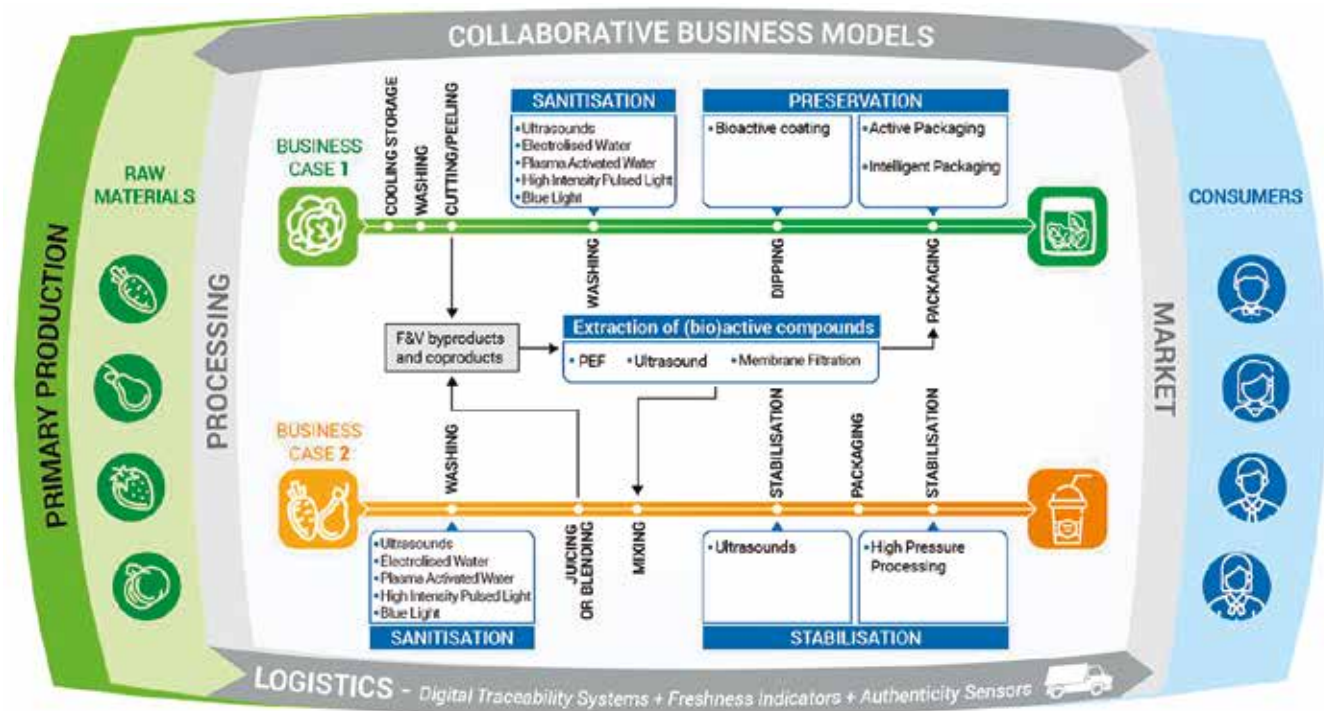 COLLABORATIVE BUSINESS MODELS
PRIMARY PRODUCTION
RAW
MATERIALS
PROCESSING
BUSINESS
CASE 1
COOLING STORAGE
WASHING
CUTTING/PEELING
SANITISATION
•Ultrasounds
•Electrolised Water
•Plasma Activated Water
•High Intensity Pulsed Light
•Blue Light
WASHING
PRESERVATION
•Bioactive coating
•Active Packaging
•Intelligent Packaging
DIPPING
PACKAGING
F&V byproducts
and coproducts
Extraction of (bio)active compounds
•PEF •Ultrasound •Membrane Filtration
BUSINESS
CASE 2
WASHING
•Ultrasounds
•Electrolised Water
•Plasma Activated Water
•High Intensity Pulsed Light
•Blue Light
SANITISATION
JUICING
OR BLENDING
MIXING
STABILISATION
PACKAGING
STABILISATION
•Ultrasounds
•High Pressure
Processing
STABILISATION
MARKET
CONSUMERS
LOGISTICS - Digital Traceability Systems + Freshness Indicators + Authenticity Sensors